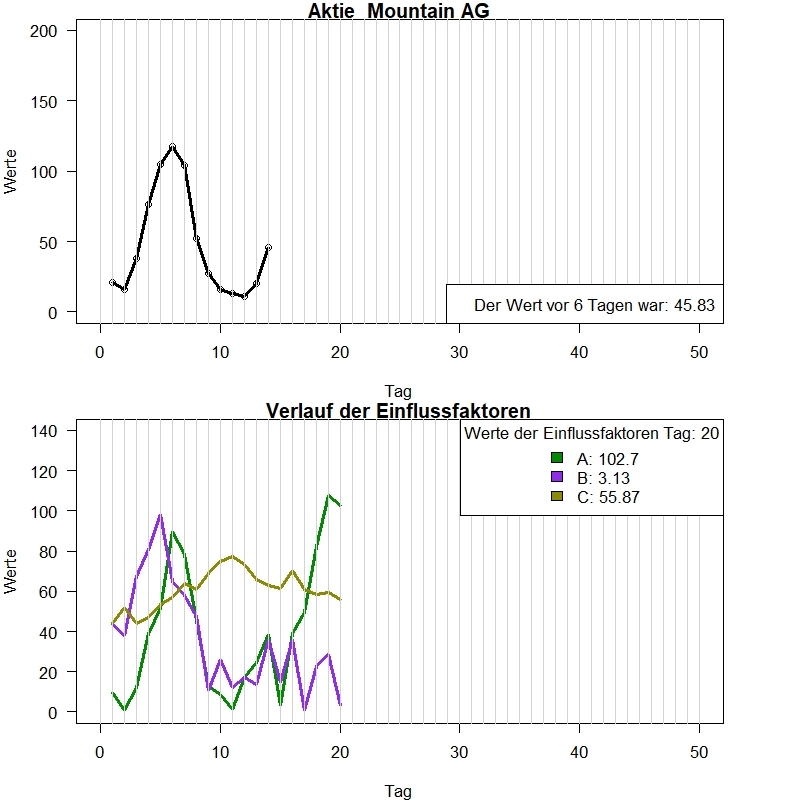 Aktie  Mountain AG
Werte
200
150
100
50
0
Der Wert vor 6 Tagen war: 45.83
0 10 20 30 40 50
Tag
Verlauf der Einflussfaktoren
Werte
140
120
100
80
60
40
20
0
Werte der Einflussfaktoren Tag: 20
A: 102.7
B: 3.13
C: 55.87
0 10 20 30 40 50
Tag